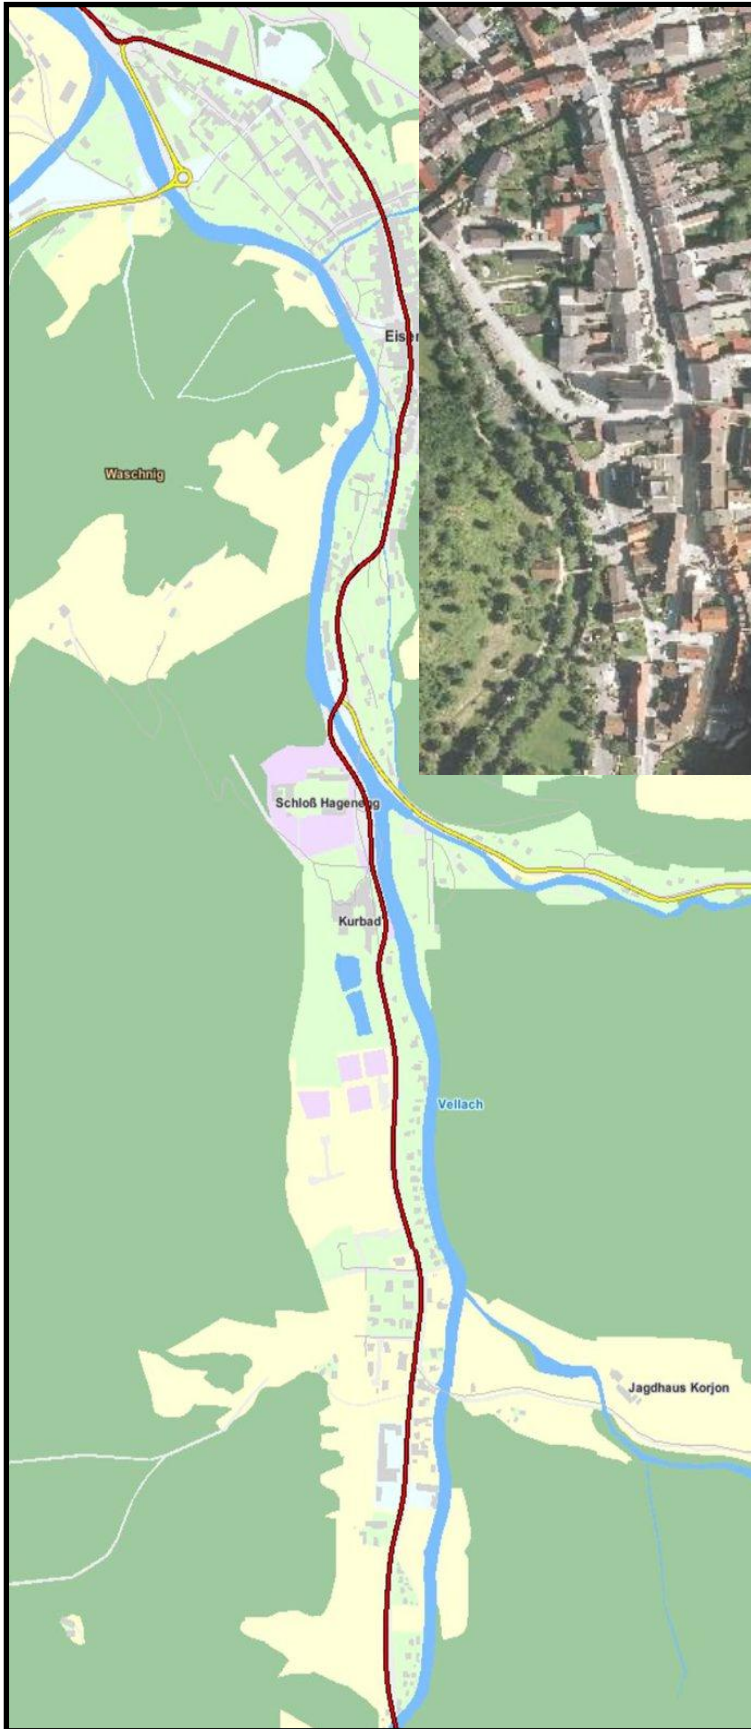 Eiser
Waschnig
Schloß Hagenegg
Kurbad
Vellach
Jagdhaus Korjon